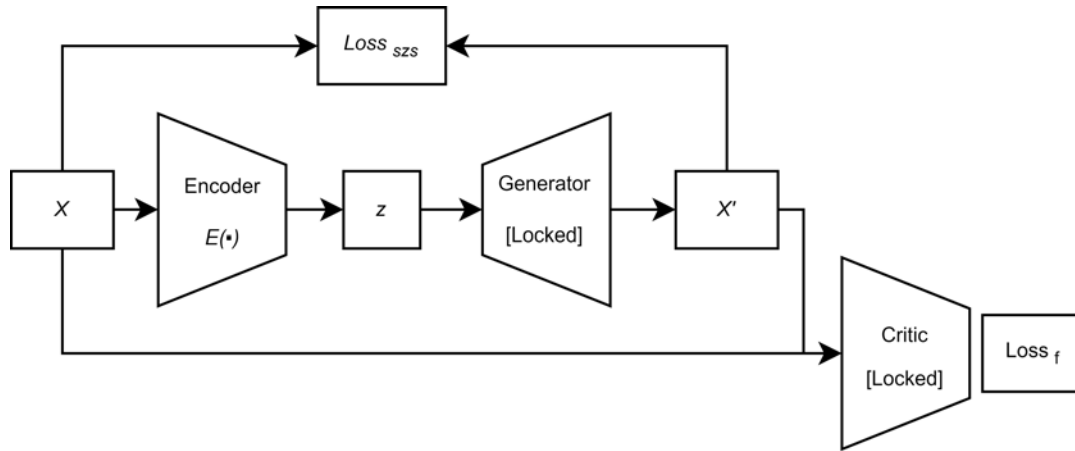 Loss szs
X
Encoder
E(▪)
z
Generator
[Locked]
X'
Critic
[Locked]
Loss f